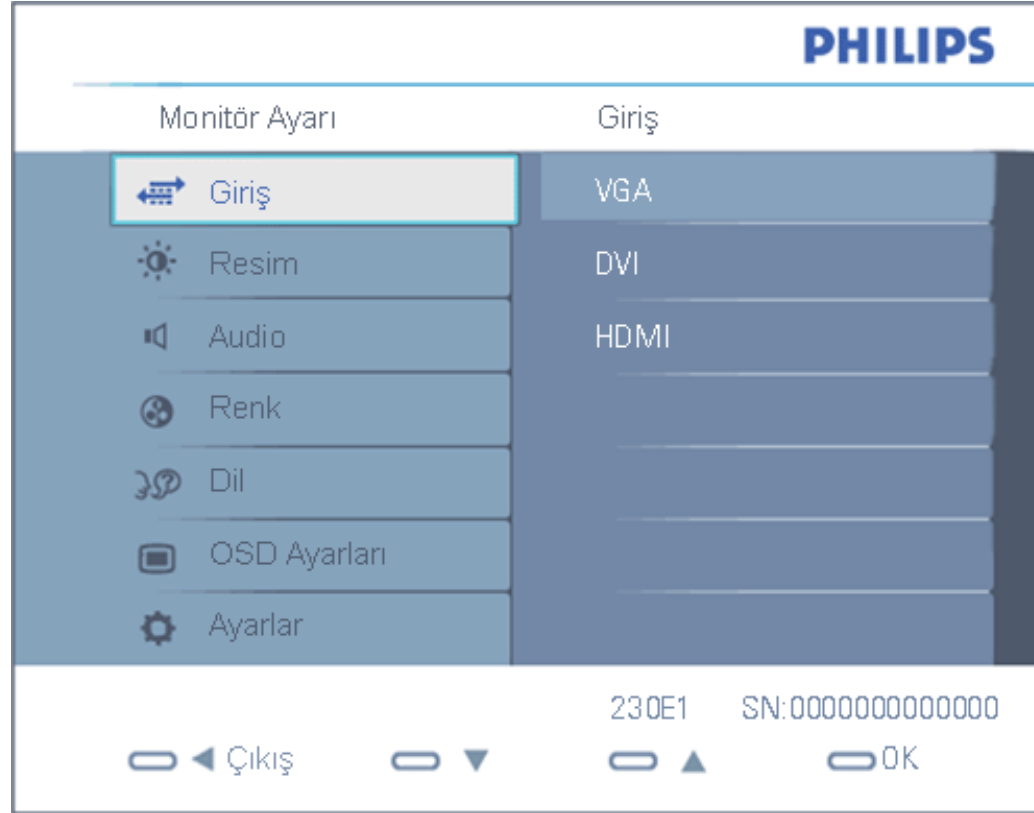 PHILIPS
Monitör Ayarı Giriş
Giriş VGA
Resim DVI
Audio HDMI
Renk
Dil
OSD Ayarları
Ayarlar
230E1 SN:0000000000000
Çıkış OK